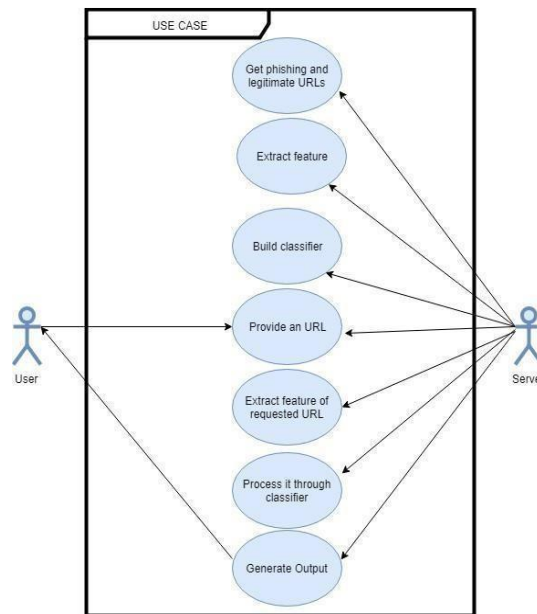 USE CASE
Get phishing and
legitimate URLs
Extract feature
Build classifier
Provide an URL
User
Serve
Extract feature of
requested URL
Process it through
classifier
Generate Output